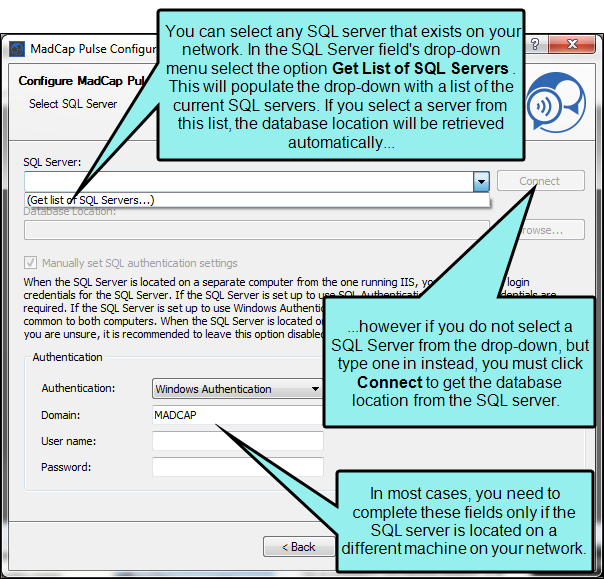 You can select any SQL server that exists on your
network. In the SQL Server field's drop-down
menu select the option Get List of SQL Servers .
This will populate the drop-down with a list of the
current SQL servers. If you select a server from
this list, the database location will be retrieved
automatically...
MadCap Pulse Configur
?
Configure MadCap Pul
Select SQL Server
SQL Server:
Connect
(Get list of SQL Servers...)
Database Location:
rowse...
Manually set SQL authentication settings
When the SQL Server is located on a separate computer from the one running IIS, yo login
credentials for the SQL Server. If the SQL Server is set up to use SQL Authentication are
required. If the SQL Server is set up to use Windows Authentic
common to both computers. When the SQL Server is located on
you are unsure, it is recommended to leave this option disabled
...however if you do not select a
SQL Server from the drop-down, but
type one in instead, you must click
Connect to get the database
location from the SQL server.
Authentication
Authentication:
Windows Authentication
Domain:
MADCAP
User name:
Password:
In most cases, you need to
complete these fields only if the
SQL server is located on a
different machine on your network.
< Back